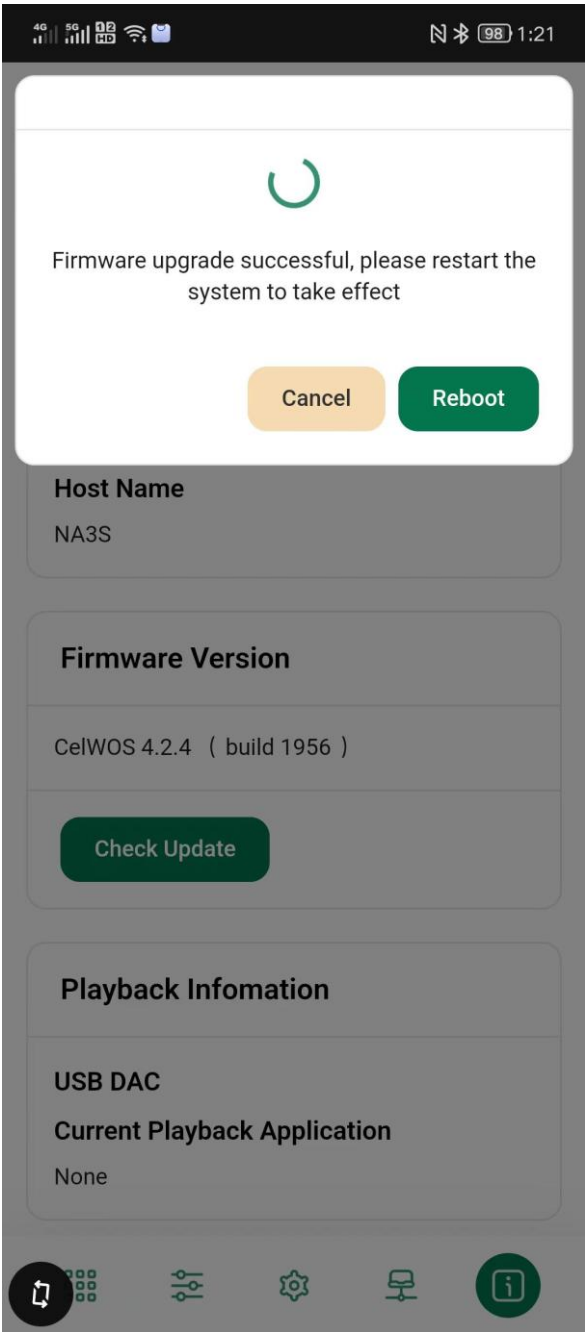 4G 5G 1 2 HD 98 1:21
Firmware upgrade successful, please restart the
system to take effect
Cancel Reboot
Host Name
NA3S
Firmware Version
CelWOS 4.2.4 ( build 1956 )
Check Update
Playback Infomation
USB DAC
Current Playback Application
None